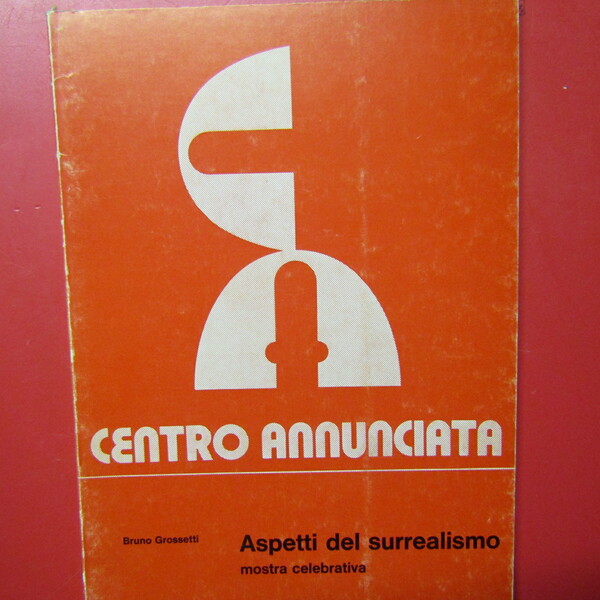 CENTRO ANNUNCIATA
Bruno Grossetti
Aspetti del surrealismo
mostra celebrativa